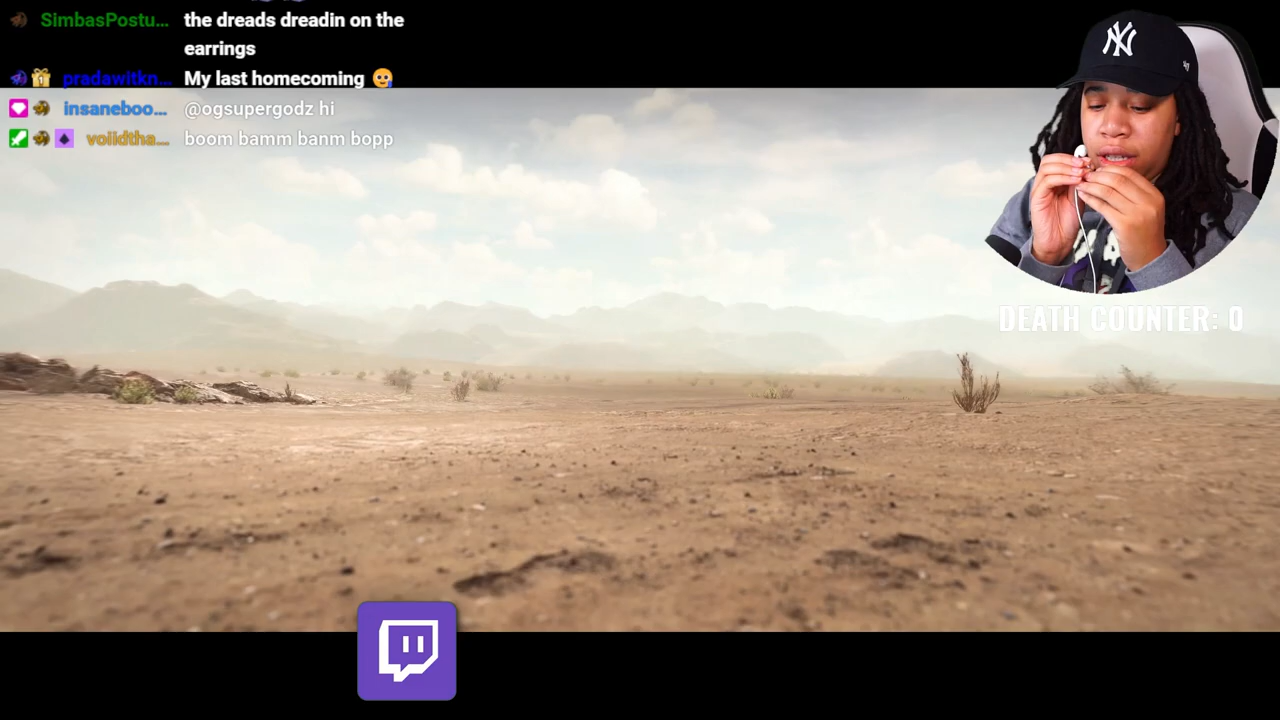 SimbasPostu... the dreads dreadin on the
earrings
pradawitkn... My last homecoming
insaneboo... @ogsupergodz hi
voiidtha... boom bamm banm bopp
NY
DEATH COUNTER: 0